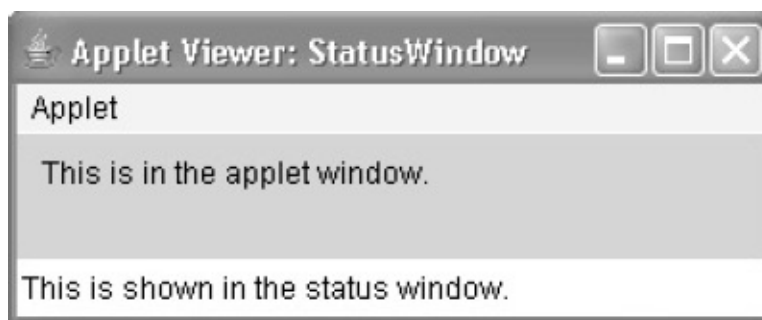 Applet Viewer: StatusWindow
Applet
This is in the applet window.
This is shown in the status window.